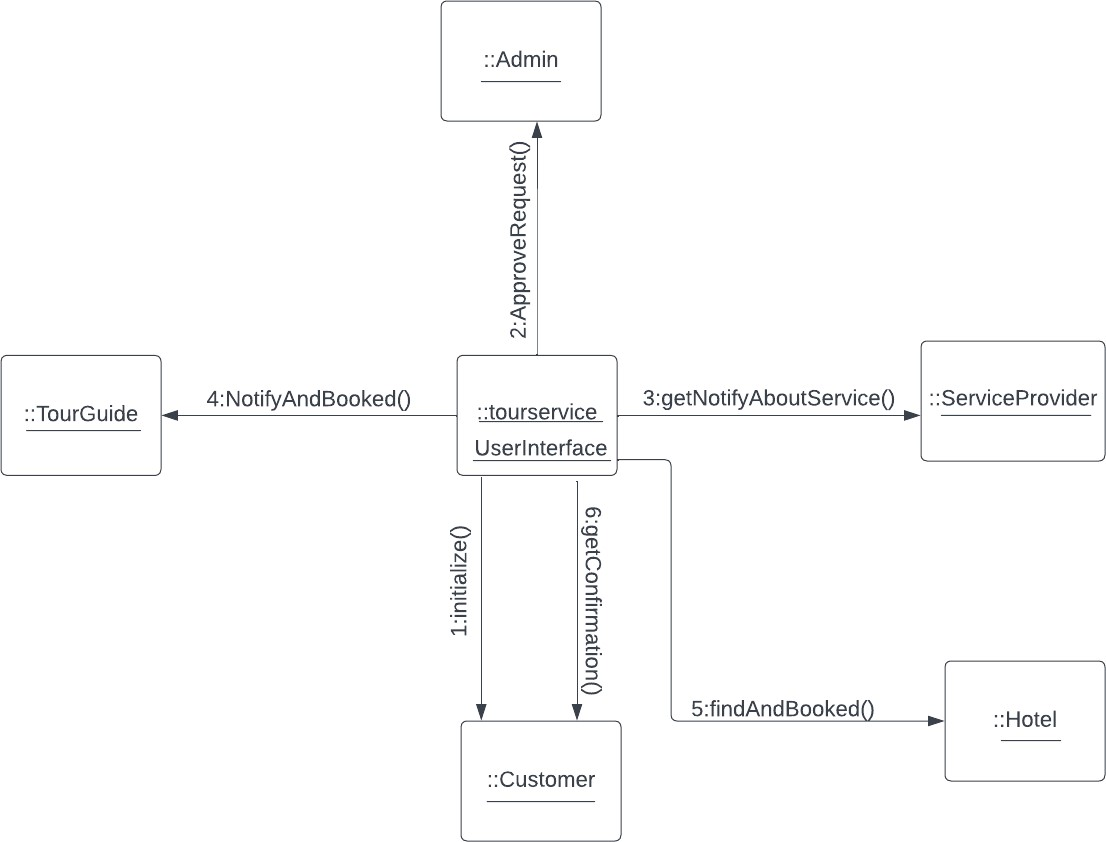 ::Admin
2:ApproveRequest()
::TourGuide
4:NotifyAndBooked()
::tourservice
UserInterface
3:getNotifyAboutService()
::ServiceProvider
1:initialize()
6:getConfirmation()
5:findAndBooked()
::Hotel
::Customer